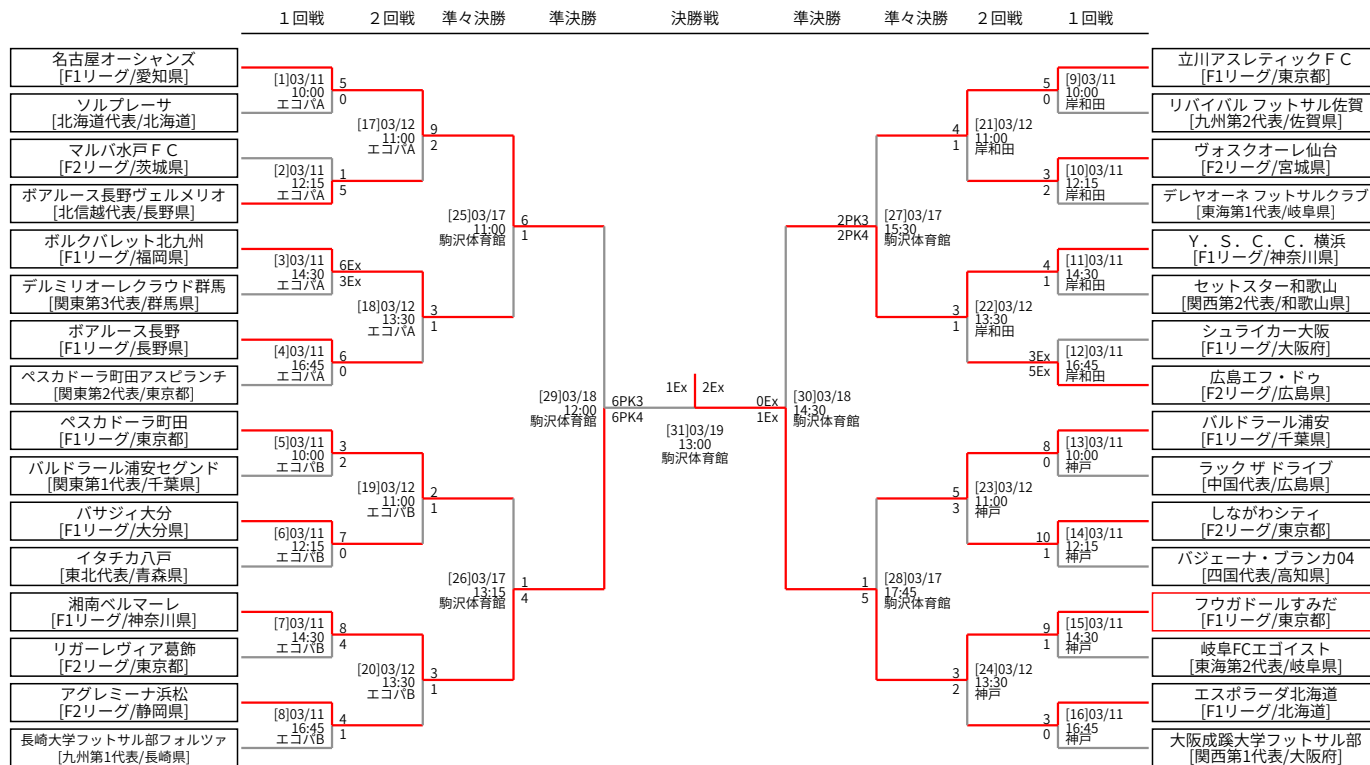 １回戦 ２回戦 準々決勝 準決勝 決勝戦 準決勝 準々決勝 ２回戦 １回戦
名古屋オーシャンズ
[F1リーグ/愛知県]
ソルプレーサ
[北海道代表/北海道]
マルバ水戸ＦＣ
[F2リーグ/茨城県]
ボアルース長野ヴェルメリオ
[北信越代表/長野県]
ボルクバレット北九州
[F1リーグ/福岡県]
デルミリオーレクラウド群馬
[関東第3代表/群馬県]
ボアルース長野
[F1リーグ/長野県]
ペスカドーラ町田アスピランチ
[関東第2代表/東京都]
ペスカドーラ町田
[F1リーグ/東京都]
バルドラール浦安セグンド
[関東第1代表/千葉県]
バサジィ大分
[F1リーグ/大分県]
イタチカ八戸
[東北代表/青森県]
湘南ベルマーレ
[F1リーグ/神奈川県]
リガーレヴィア葛飾
[F2リーグ/東京都]
アグレミーナ浜松
[F2リーグ/静岡県]
長崎大学フットサル部フォルツァ
[九州第1代表/長崎県]
[1]03/11
10:00
エコパA
5
0
[2]03/11
12:15
エコパA
1
5
[3]03/11
14:30
エコパA
6Ex
3Ex
[4]03/11
16:45
エコパA
6
0
[5]03/11
10:00
エコパB
3
2
[6]03/11
12:15
エコパB
7
0
[7]03/11
14:30
エコパB
8
4
[8]03/11
16:45
エコパB
4
1
[17]03/12
11:00
エコパA
9
2
[18]03/12
13:30
エコパA
3
1
[19]03/12
11:00
エコパB
2
1
[20]03/12
13:30
エコパB
3
1
[25]03/17
11:00
駒沢体育館
6
1
[26]03/17
13:15
駒沢体育館
1
4
[29]03/18
12:00
駒沢体育館
6PK3
6PK4
1Ex 2Ex
[31]03/19
13:00
駒沢体育館
0Ex
1Ex
[30]03/18
14:30
駒沢体育館
2PK3
2PK4
[27]03/17
15:30
駒沢体育館
1
5
[28]03/17
17:45
駒沢体育館
4
1
[21]03/12
11:00
岸和田
3
1
[22]03/12
13:30
岸和田
5
3
[23]03/12
11:00
神戸
3
2
[24]03/12
13:30
神戸
5
0
[9]03/11
10:00
岸和田
3
2
[10]03/11
12:15
岸和田
4
1
[11]03/11
14:30
岸和田
3Ex
5Ex
[12]03/11
16:45
岸和田
8
0
[13]03/11
10:00
神戸
10
1
[14]03/11
12:15
神戸
9
1
[15]03/11
14:30
神戸
3
0
[16]03/11
16:45
神戸
立川アスレティックＦＣ
[F1リーグ/東京都]
リバイバル フットサル佐賀
[九州第2代表/佐賀県]
ヴォスクオーレ仙台
[F2リーグ/宮城県]
デレヤオーネ フットサルクラブ
[東海第1代表/岐阜県]
Ｙ．Ｓ．Ｃ．Ｃ．横浜
[F1リーグ/神奈川県]
セットスター和歌山
[関西第2代表/和歌山県]
シュライカー大阪
[F1リーグ/大阪府]
広島エフ・ドゥ
[F2リーグ/広島県]
バルドラール浦安
[F1リーグ/千葉県]
ラック ザ ドライブ
[中国代表/広島県]
しながわシティ
[F2リーグ/東京都]
バジェーナ・ブランカ04
[四国代表/高知県]
フウガドールすみだ
[F1リーグ/東京都]
岐阜FCエゴイスト
[東海第2代表/岐阜県]
エスポラーダ北海道
[F1リーグ/北海道]
大阪成蹊大学フットサル部
[関西第1代表/大阪府]